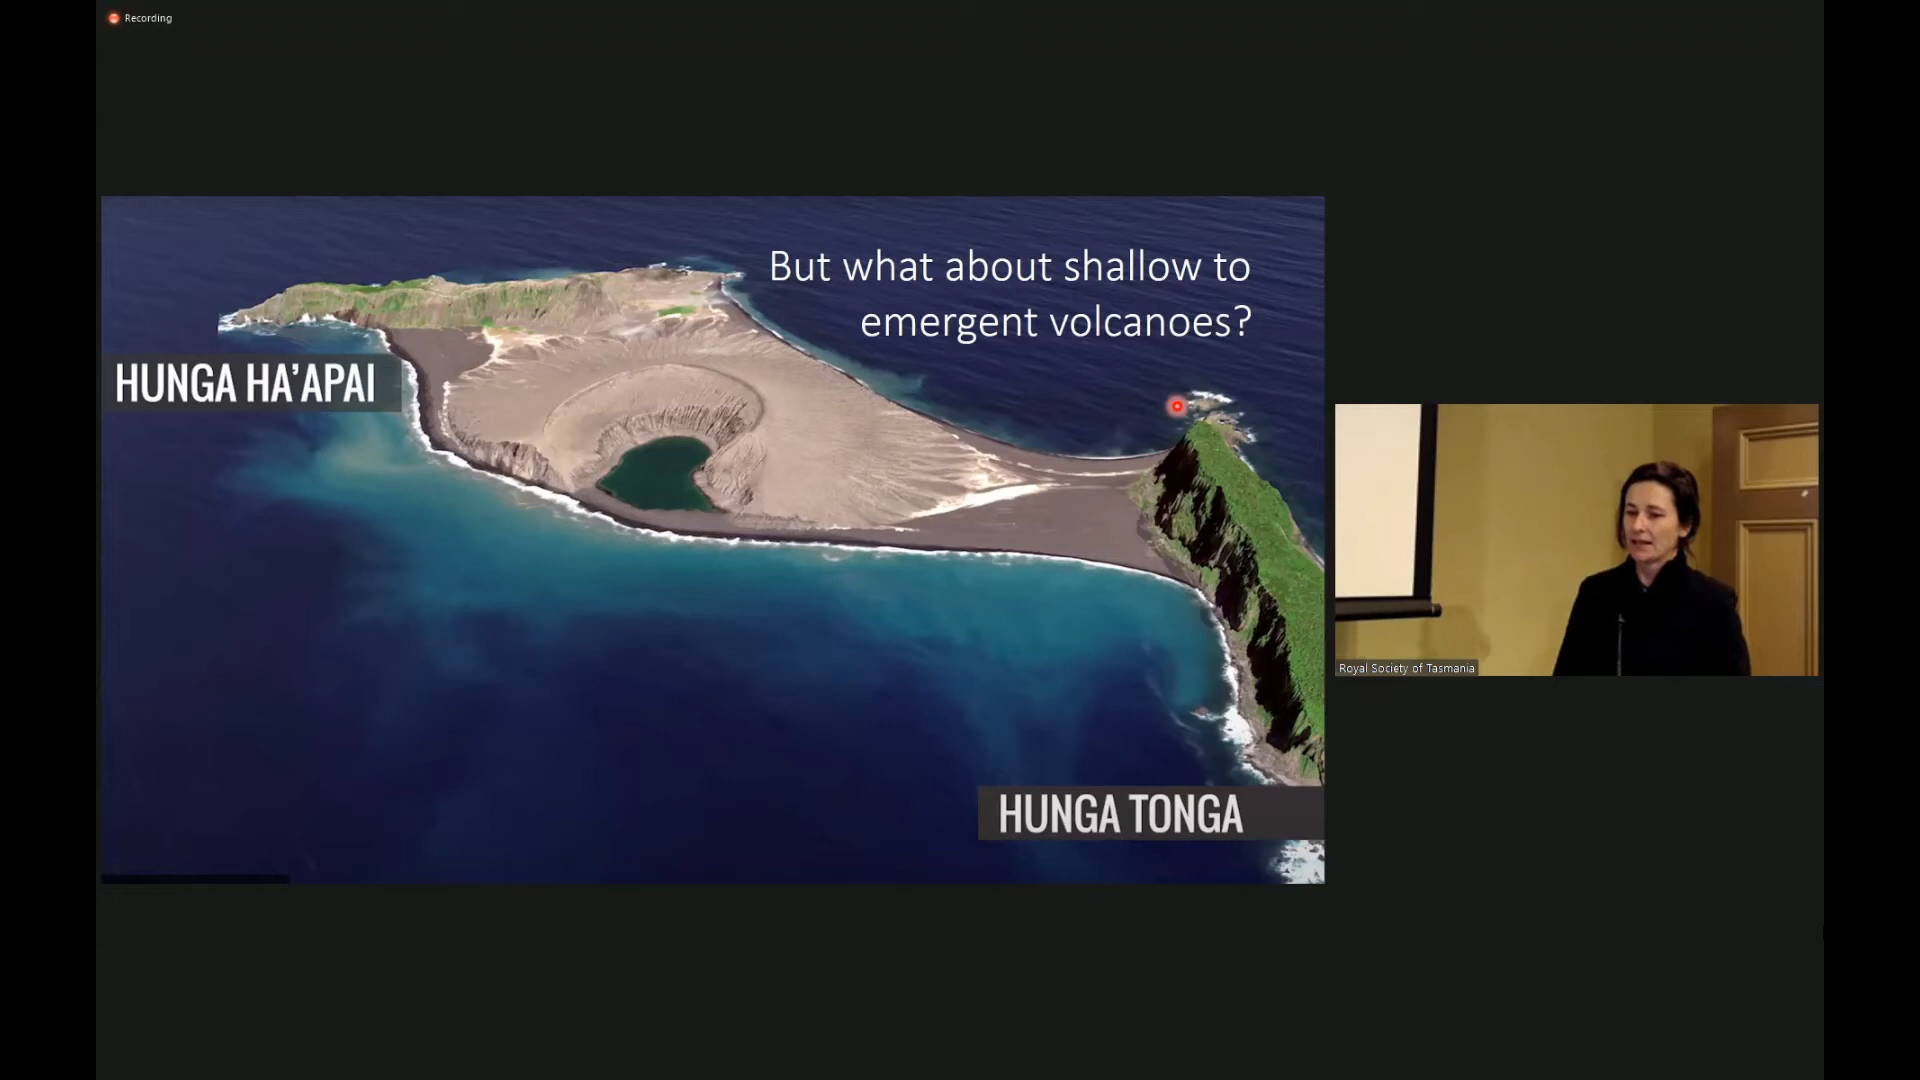 Recording
But what about shallow to
emergent volcanoes?
HUNGA HA'APAI
HUNGA TONGA
Royal Society of Tasmania